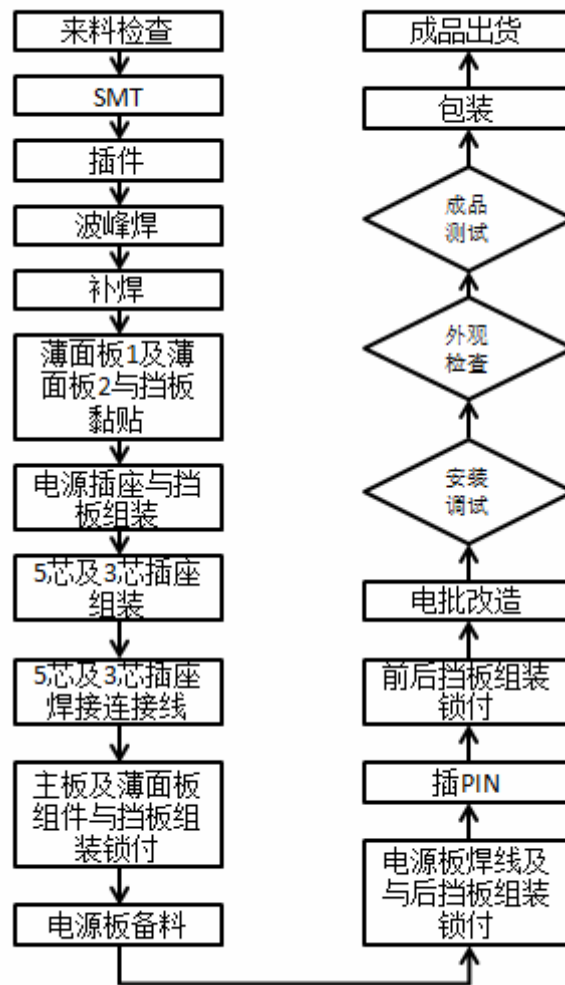 来料检查
SMT
插件
波峰焊
补焊
薄面板1及薄
面板2与挡板
黏贴
电源插座与挡
板组装
5芯及3芯插座
组装
5芯及3芯插座
焊接连接线
主板及薄面板
组件与挡板组
装锁付
电源板备料
电源板焊线及
与后挡板组装
锁付
插PIN
前后挡板组装
锁付
电批改造
安装
调试
外观
检查
成品
测试
包装
成品出货